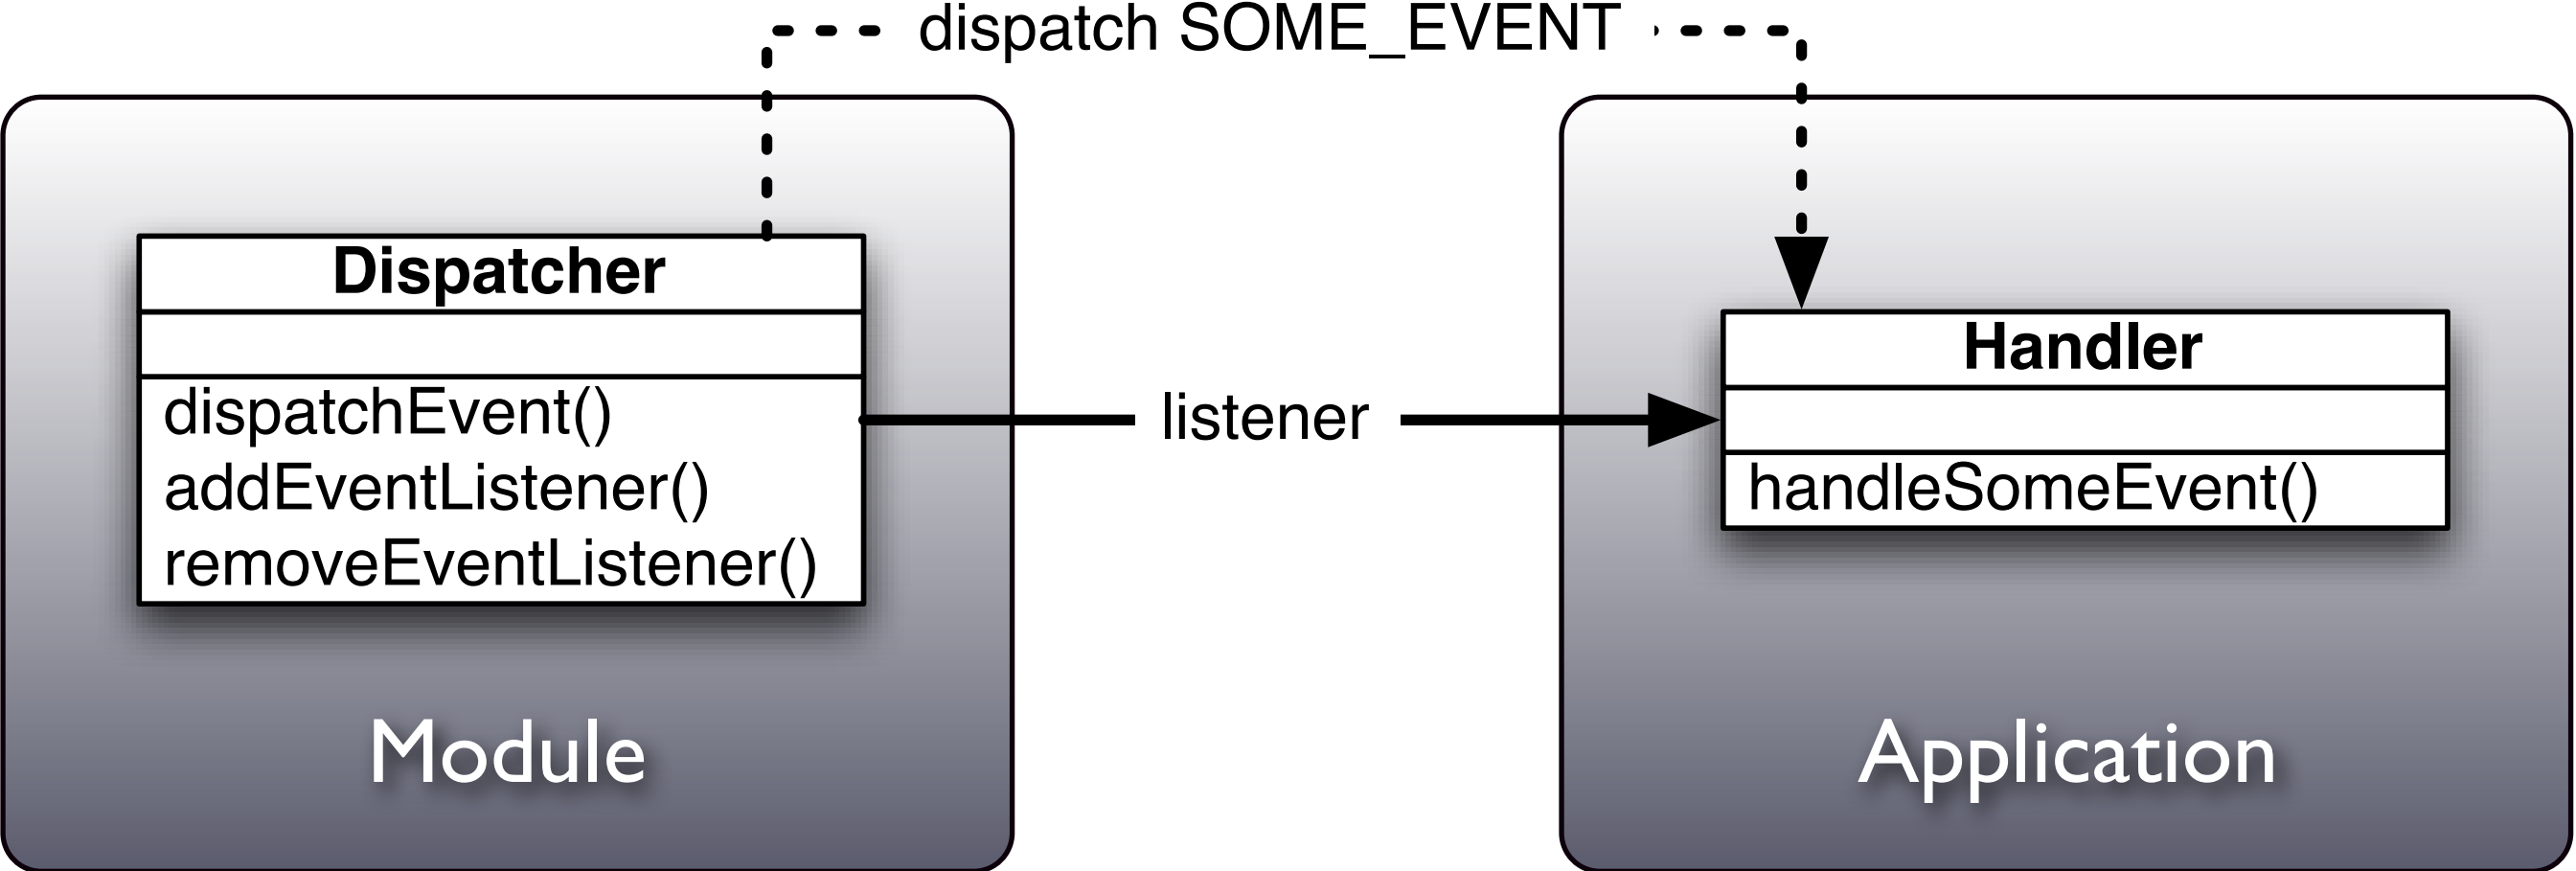 dispatch SOME_EVENT
Dispatcher
dispatchEvent()
addEventListener()
removeEventListener()
listener
Handler
handleSomeEvent()
Module
Application